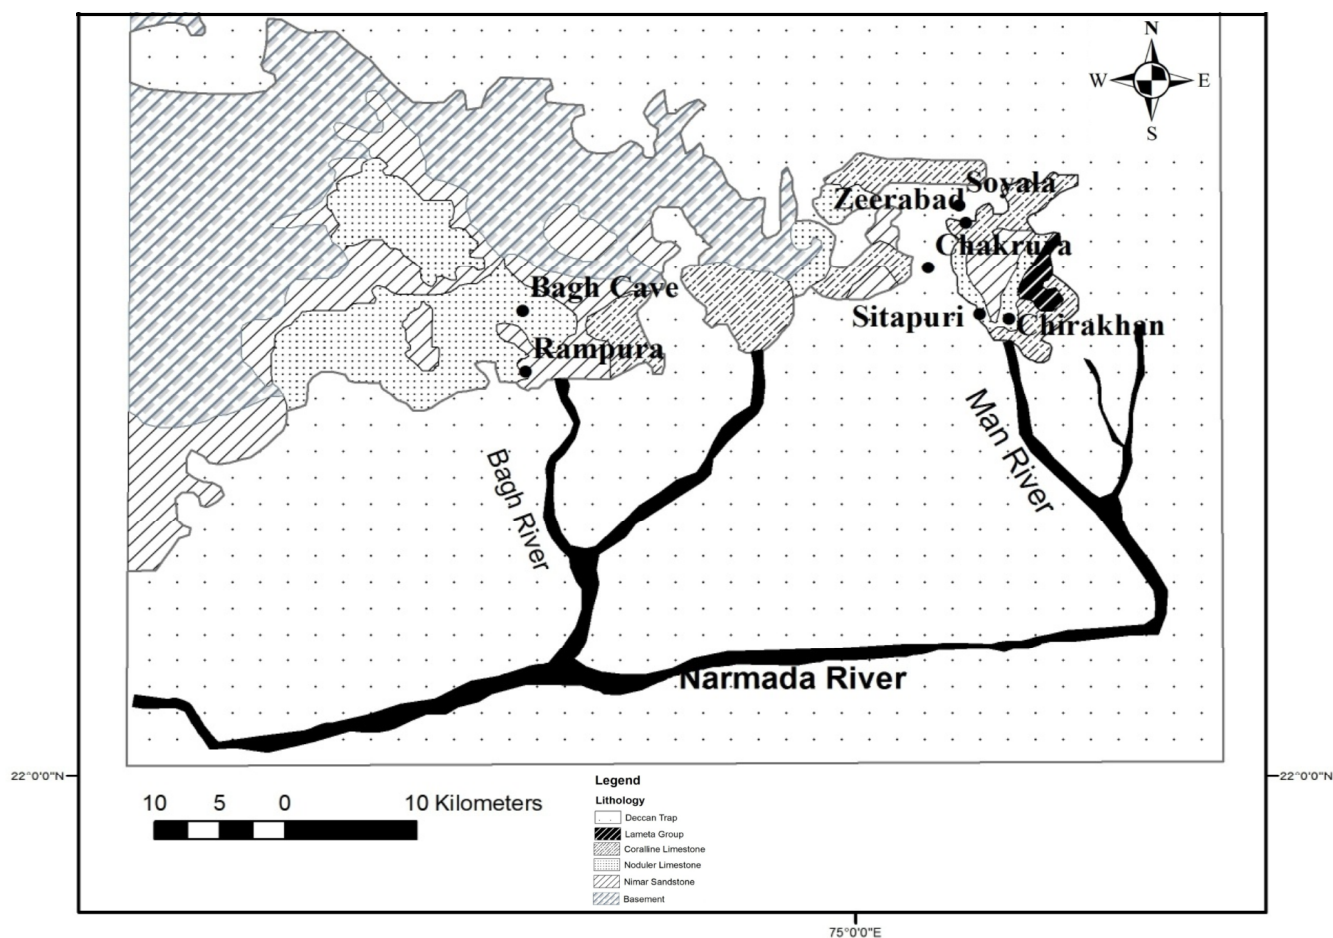 N
W E
S
Soyala
Zeerabad
Chakrura
Bagh Cave
Sitapuri
Chirakhan
Rampura
Man River
Bagh River
Narmada River
22°0'0"N
22°0'0"N
10 5 0 10 Kilometers
Legend
Lithology
Deccan Trap
Lameta Group
Coralline Limestone
Noduler Limestone
Nimar Sandstone
Basement
75°0'0"E